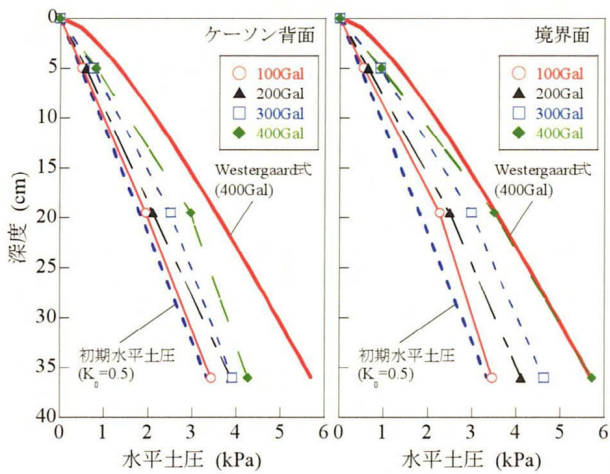 ケーソン背面
100Gal
200Gal
300Gal
400Gal
Westergaard式
(400Gal)
初期水平土圧
(K₀=0.5)
深度 (cm)
0
5
10
15
20
25
30
35
40
0 1 2 3 4 5 6
水平土圧 (kPa)
境界面
100Gal
200Gal
300Gal
400Gal
Westergaard式
(400Gal)
初期水平土圧
(K₀=0.5)
0 1 2 3 4 5 6
水平土圧 (kPa)